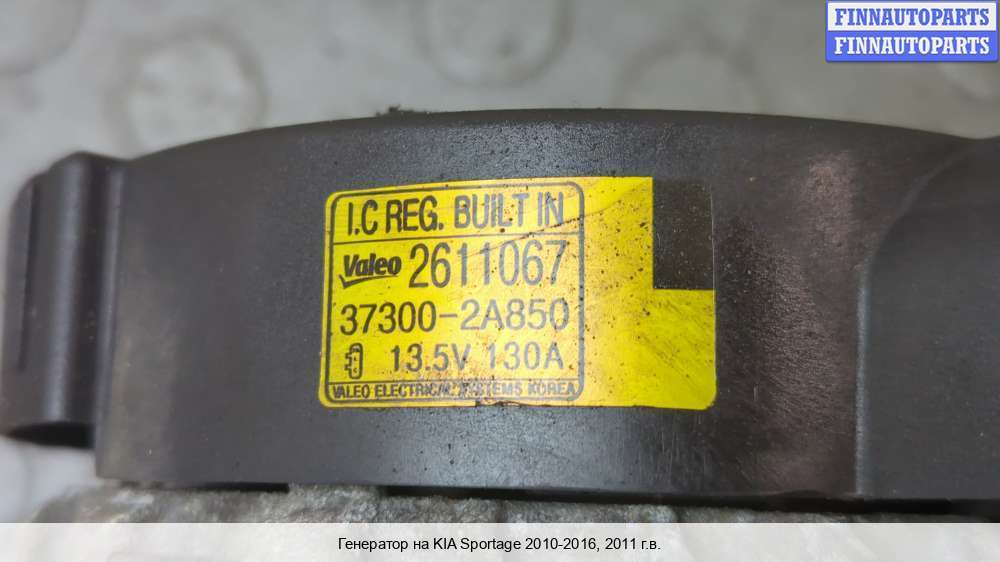 FINNAUTOPARTS
FINNAUTOPARTS
I.C REG. BUILT IN
Valeo 2611067
37300-2A850
13.5V 130A
VALEO ELECTRICAL SYSTEMS KOREA
Генератор на KIA Sportage 2010-2016, 2011 г.в.